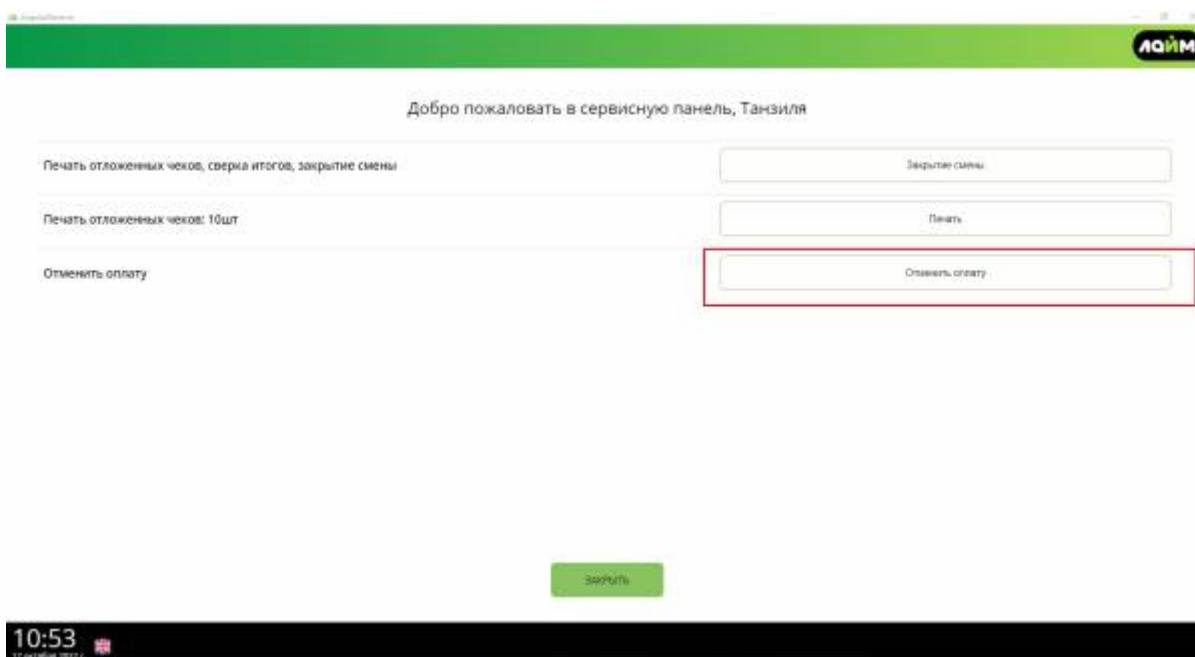 лайм
Добро пожаловать в сервисную панель, Танзиля
Печать отложенных чеков, сверка итогов, закрытие смены
Закрытие смены
Печать отложенных чеков: 10шт
Печать
Отменить оплату
Отменить оплату
ЗАКРЫТЬ
10:53